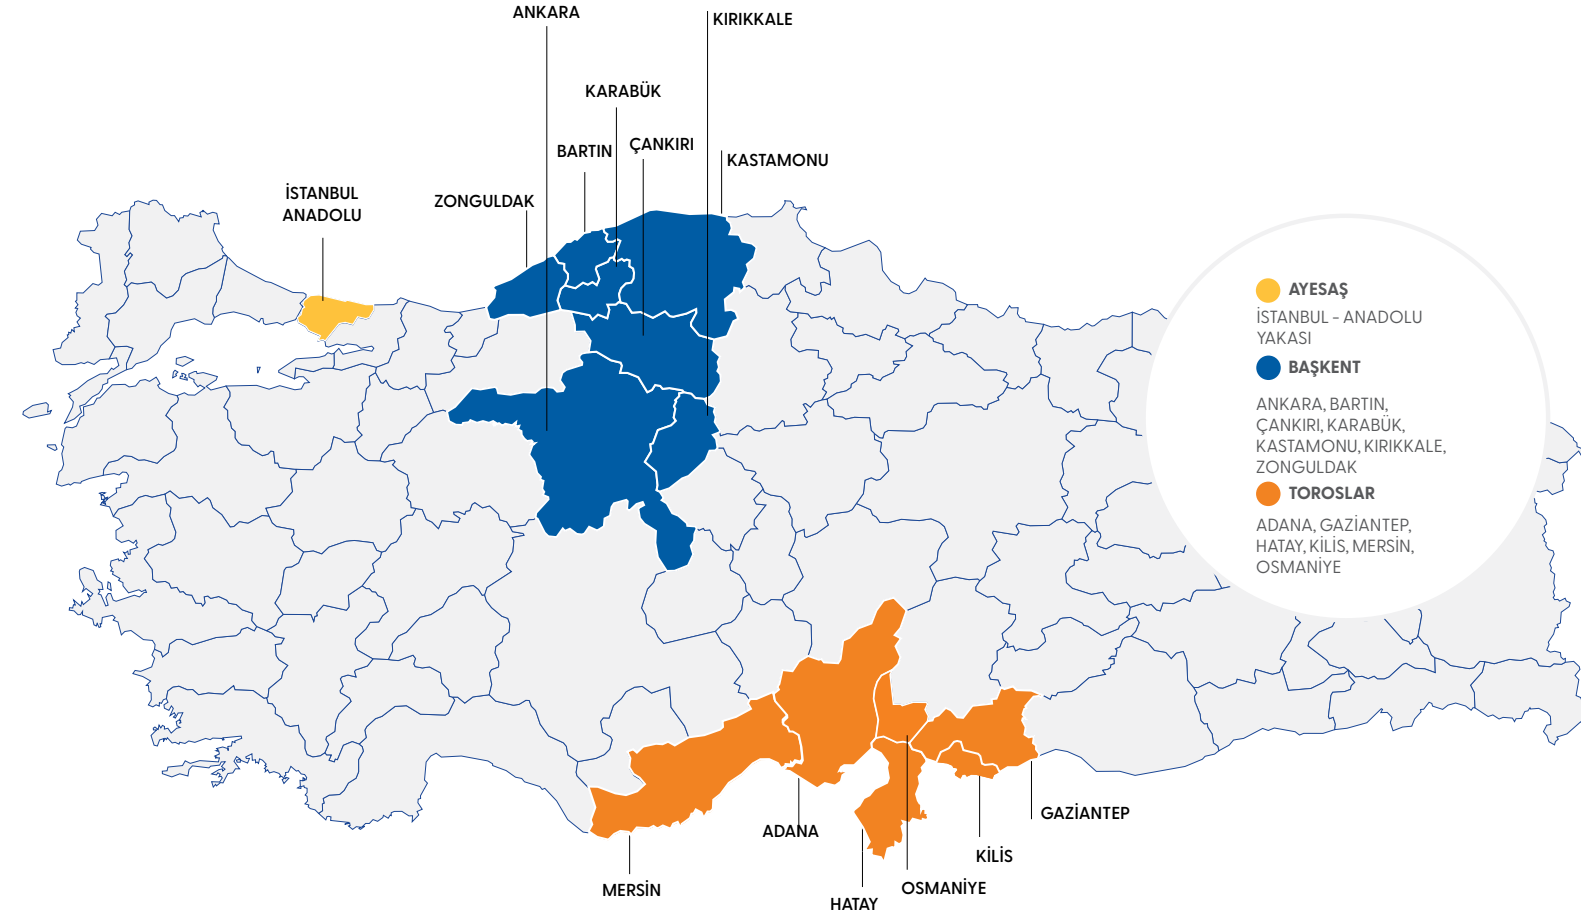 ANKARA
KIRIKKALE
KARABÜK
ÇANKIRI
BARTIN
KASTAMONU
İSTANBUL
ANADOLU
ZONGULDAK
AYESAŞ
İSTANBUL - ANADOLU
YAKASI
BAŞKENT
ANKARA, BARTIN,
ÇANKIRI, KARABÜK,
KASTAMONU, KIRIKKALE,
ZONGULDAK
TOROSLAR
ADANA, GAZİANTEP,
HATAY, KİLİS, MERSİN,
OSMANİYE
GAZİANTEP
ADANA
KİLİS
MERSİN
OSMANİYE
HATAY